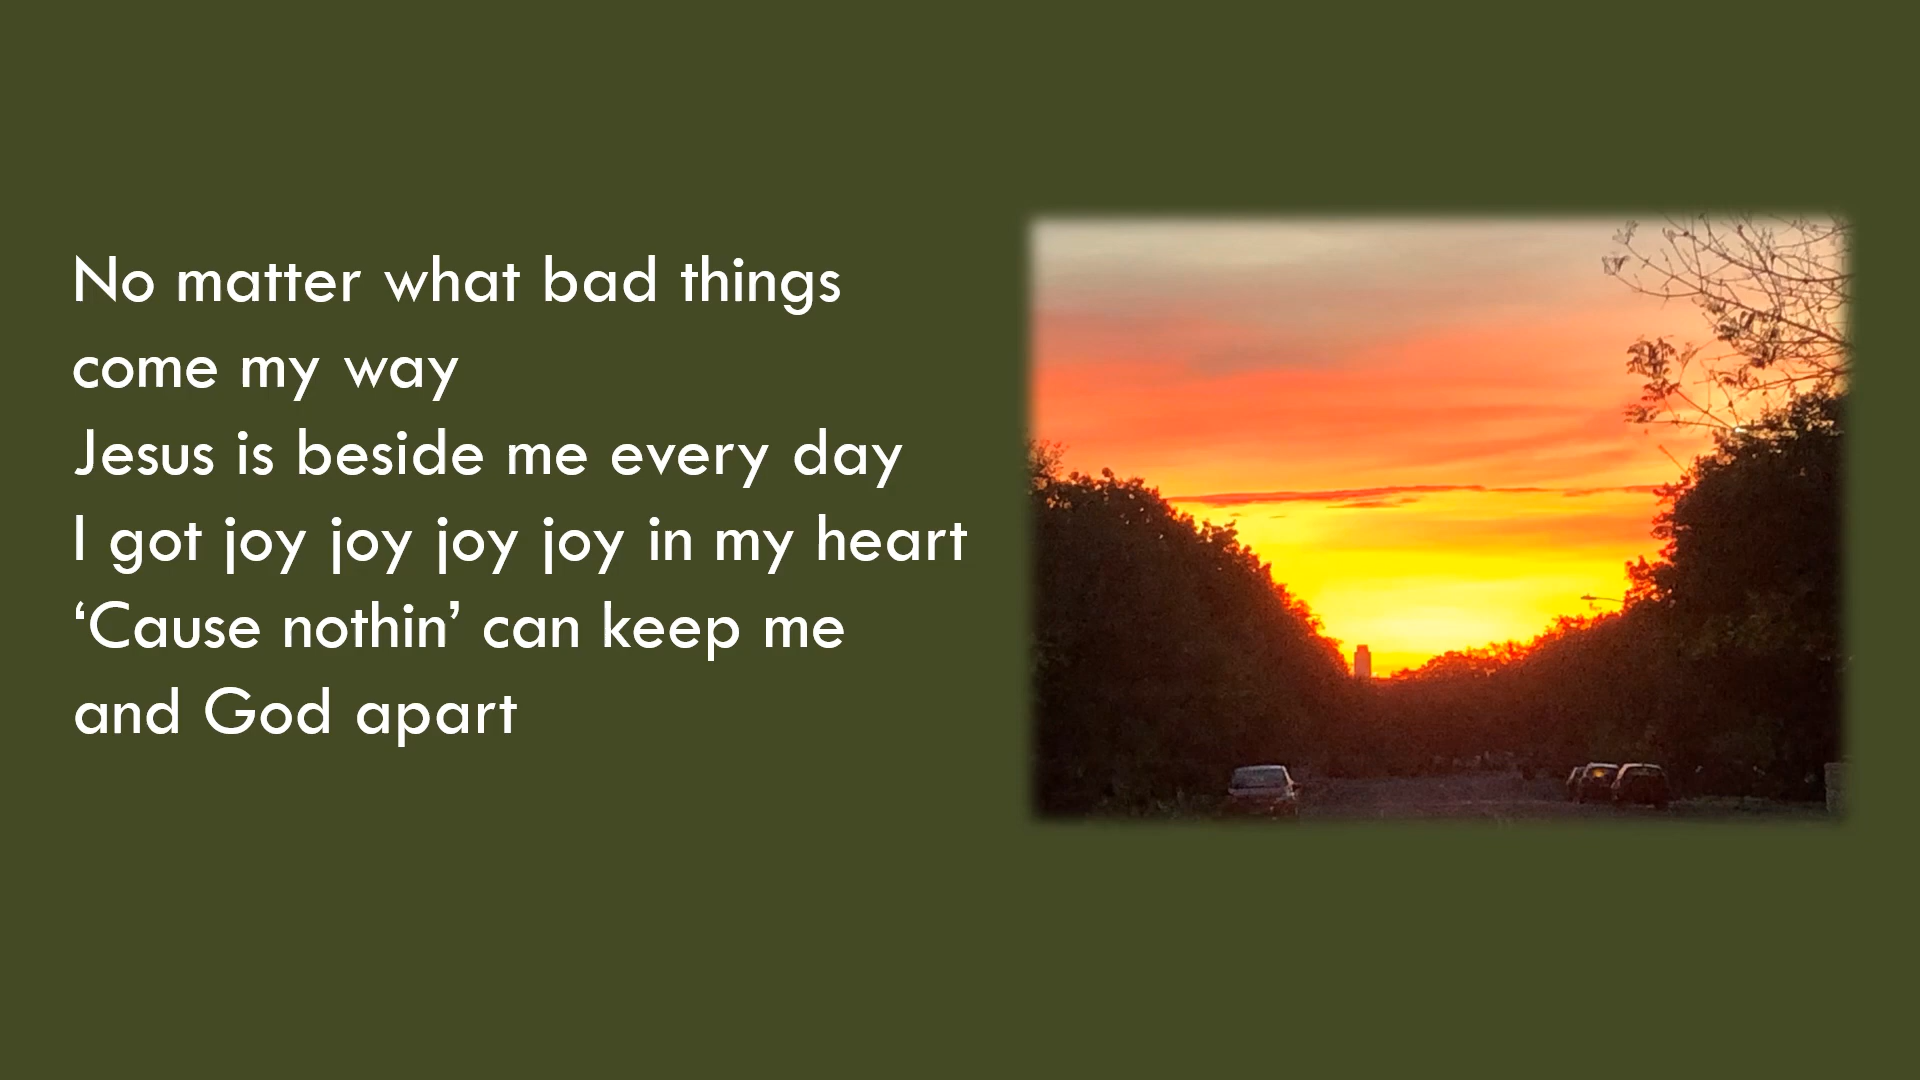 No matter what bad things
come my way
Jesus is beside me every day
I got joy joy joy joy in my heart
‘Cause nothin’ can keep me
and God apart